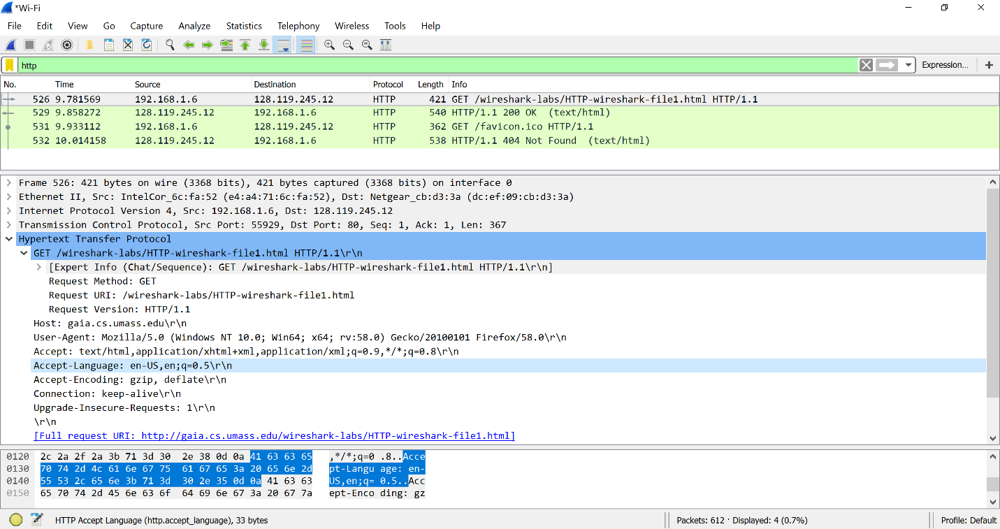 *Wi-Fi
File Edit View Go Capture Analyze Statistics Telephony Wireless Tools Help
http Expression... +
No. Time Source Destination Protocol Length Info
526 9.781569 192.168.1.6 128.119.245.12 HTTP 421 GET /wireshark-labs/HTTP-wireshark-file1.html HTTP/1.1
529 9.858272 128.119.245.12 192.168.1.6 HTTP 540 HTTP/1.1 200 OK (text/html)
531 9.933112 192.168.1.6 128.119.245.12 HTTP 362 GET /favicon.ico HTTP/1.1
532 10.014158 128.119.245.12 192.168.1.6 HTTP 538 HTTP/1.1 404 Not Found (text/html)
Frame 526: 421 bytes on wire (3368 bits), 421 bytes captured (3368 bits) on interface 0
Ethernet II, Src: IntelCor_6c:fa:52 (e4:a4:71:6c:fa:52), Dst: Netgear_cb:d3:3a (dc:ef:09:cb:d3:3a)
Internet Protocol Version 4, Src: 192.168.1.6, Dst: 128.119.245.12
Transmission Control Protocol, Src Port: 55929, Dst Port: 80, Seq: 1, Ack: 1, Len: 367
Hypertext Transfer Protocol
GET /wireshark-labs/HTTP-wireshark-file1.html HTTP/1.1\r\n
[Expert Info (Chat/Sequence): GET /wireshark-labs/HTTP-wireshark-file1.html HTTP/1.1\r\n]
Request Method: GET
Request URI: /wireshark-labs/HTTP-wireshark-file1.html
Request Version: HTTP/1.1
Host: gaia.cs.umass.edu\r\n
User-Agent: Mozilla/5.0 (Windows NT 10.0; Win64; x64; rv:58.0) Gecko/20100101 Firefox/58.0\r\n
Accept: text/html,application/xhtml+xml,application/xml;q=0.9,*/*;q=0.8\r\n
Accept-Language: en-US,en;q=0.5\r\n
Accept-Encoding: gzip, deflate\r\n
Connection: keep-alive\r\n
Upgrade-Insecure-Requests: 1\r\n
\r\n
[Full request URI: http://gaia.cs.umass.edu/wireshark-labs/HTTP-wireshark-file1.html]
0120 2c 2a 2f 2a 3b 71 3d 30 2e 38 0d 0a 41 63 63 65 ,*/*;q=0 .8..Acce
0130 70 74 2d 4c 61 6e 67 75 61 67 65 3a 20 65 6e 2d pt-Langu age: en-
0140 55 53 2c 65 6e 3b 71 3d 30 2e 35 0d 0a 41 63 63 US,en;q= 0.5..Acc
0150 65 70 74 2d 45 6e 63 6f 64 69 6e 67 3a 20 67 7a ept-Enco ding: gz
HTTP Accept Language (http.accept_language), 33 bytes Packets: 612 · Displayed: 4 (0.7%) Profile: Default